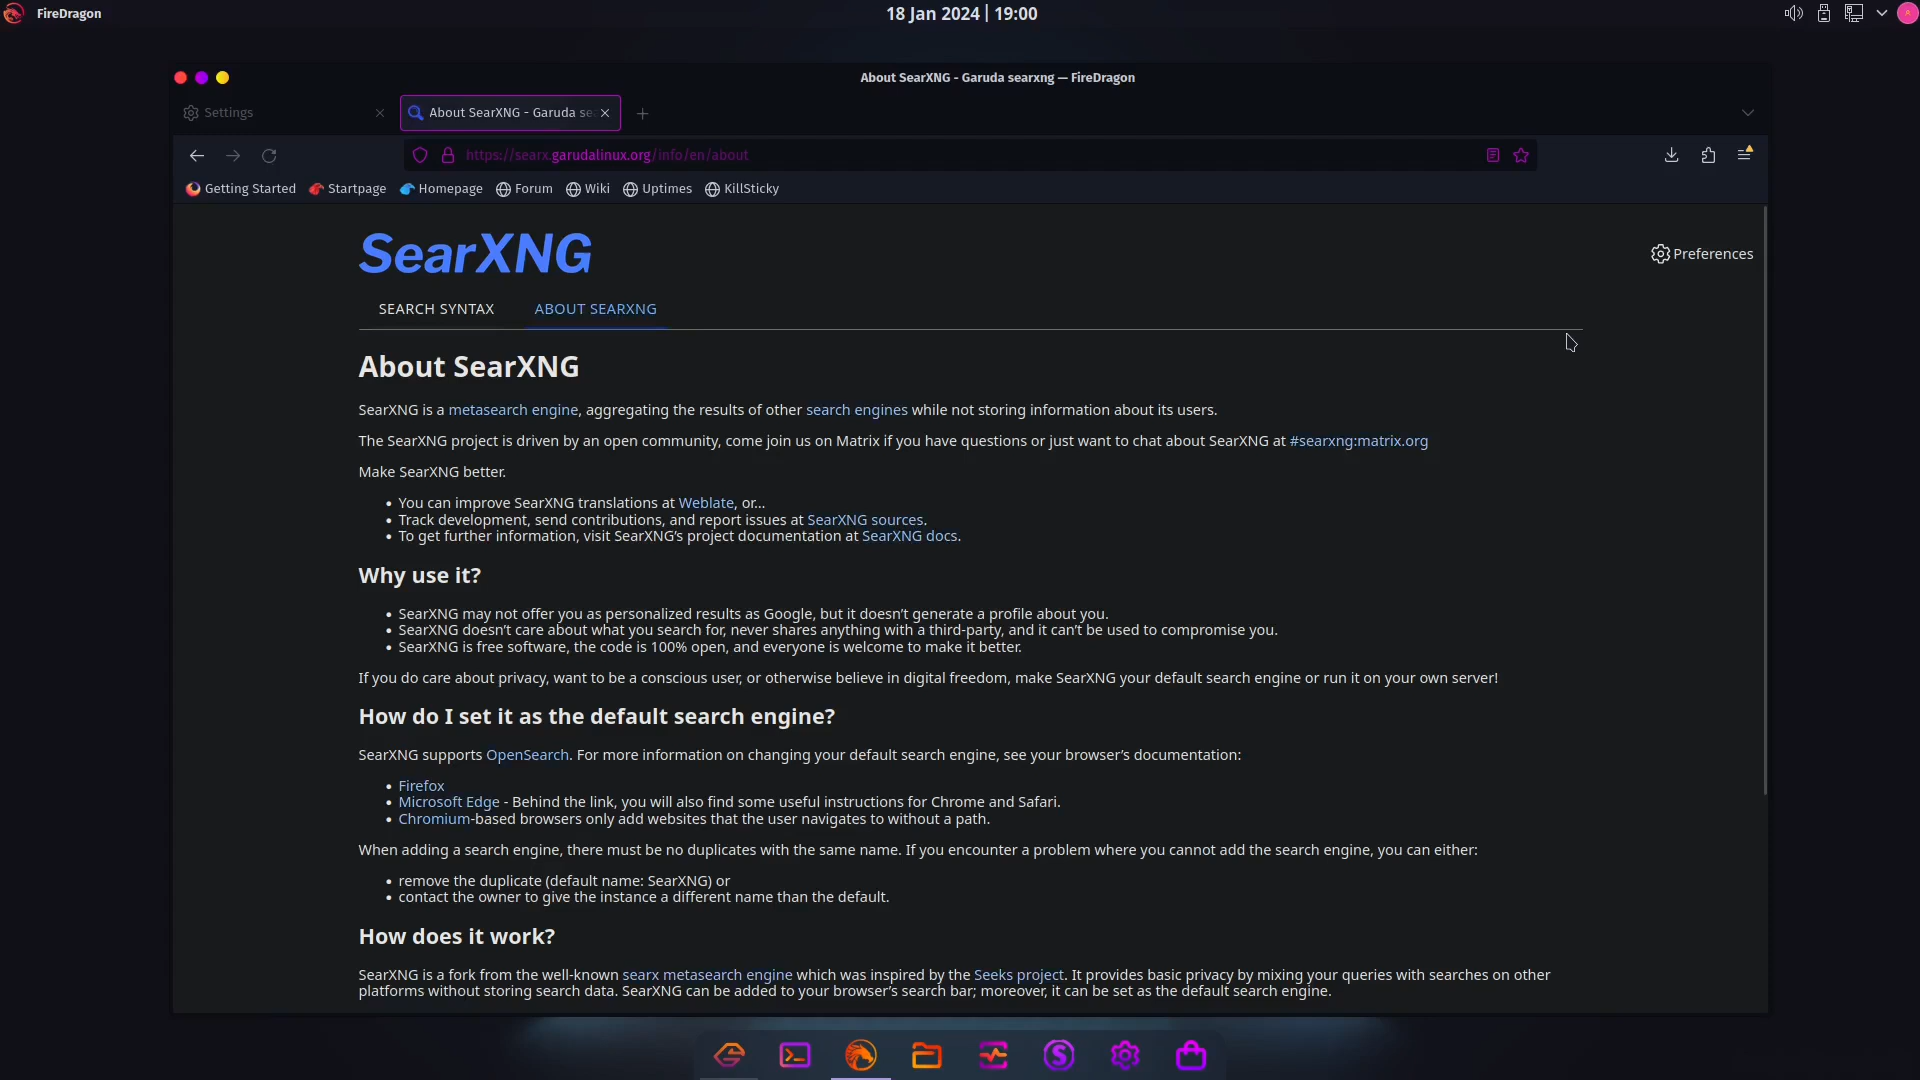 FireDragon
18 Jan 2024 | 19:00
About SearXNG - Garuda searxng — FireDragon
Settings
About SearXNG - Garuda se
https://searx.garudalinux.org/info/en/about
Getting Started Startpage Homepage Forum Wiki Uptimes KillSticky
SearXNG
Preferences
SEARCH SYNTAX ABOUT SEARXNG
About SearXNG
SearXNG is a metasearch engine, aggregating the results of other search engines while not storing information about its users.
The SearXNG project is driven by an open community, come join us on Matrix if you have questions or just want to chat about SearXNG at #searxng:matrix.org
Make SearXNG better.
• You can improve SearXNG translations at Weblate, or...
• Track development, send contributions, and report issues at SearXNG sources.
• To get further information, visit SearXNG’s project documentation at SearXNG docs.
Why use it?
• SearXNG may not offer you as personalized results as Google, but it doesn’t generate a profile about you.
• SearXNG doesn’t care about what you search for, never shares anything with a third-party, and it can’t be used to compromise you.
• SearXNG is free software, the code is 100% open, and everyone is welcome to make it better.
If you do care about privacy, want to be a conscious user, or otherwise believe in digital freedom, make SearXNG your default search engine or run it on your own server!
How do I set it as the default search engine?
SearXNG supports OpenSearch. For more information on changing your default search engine, see your browser’s documentation:
• Firefox
• Microsoft Edge - Behind the link, you will also find some useful instructions for Chrome and Safari.
• Chromium-based browsers only add websites that the user navigates to without a path.
When adding a search engine, there must be no duplicates with the same name. If you encounter a problem where you cannot add the search engine, you can either:
• remove the duplicate (default name: SearXNG) or
• contact the owner to give the instance a different name than the default.
How does it work?
SearXNG is a fork from the well-known searx metasearch engine which was inspired by the Seeks project. It provides basic privacy by mixing your queries with searches on other
platforms without storing search data. SearXNG can be added to your browser’s search bar; moreover, it can be set as the default search engine.